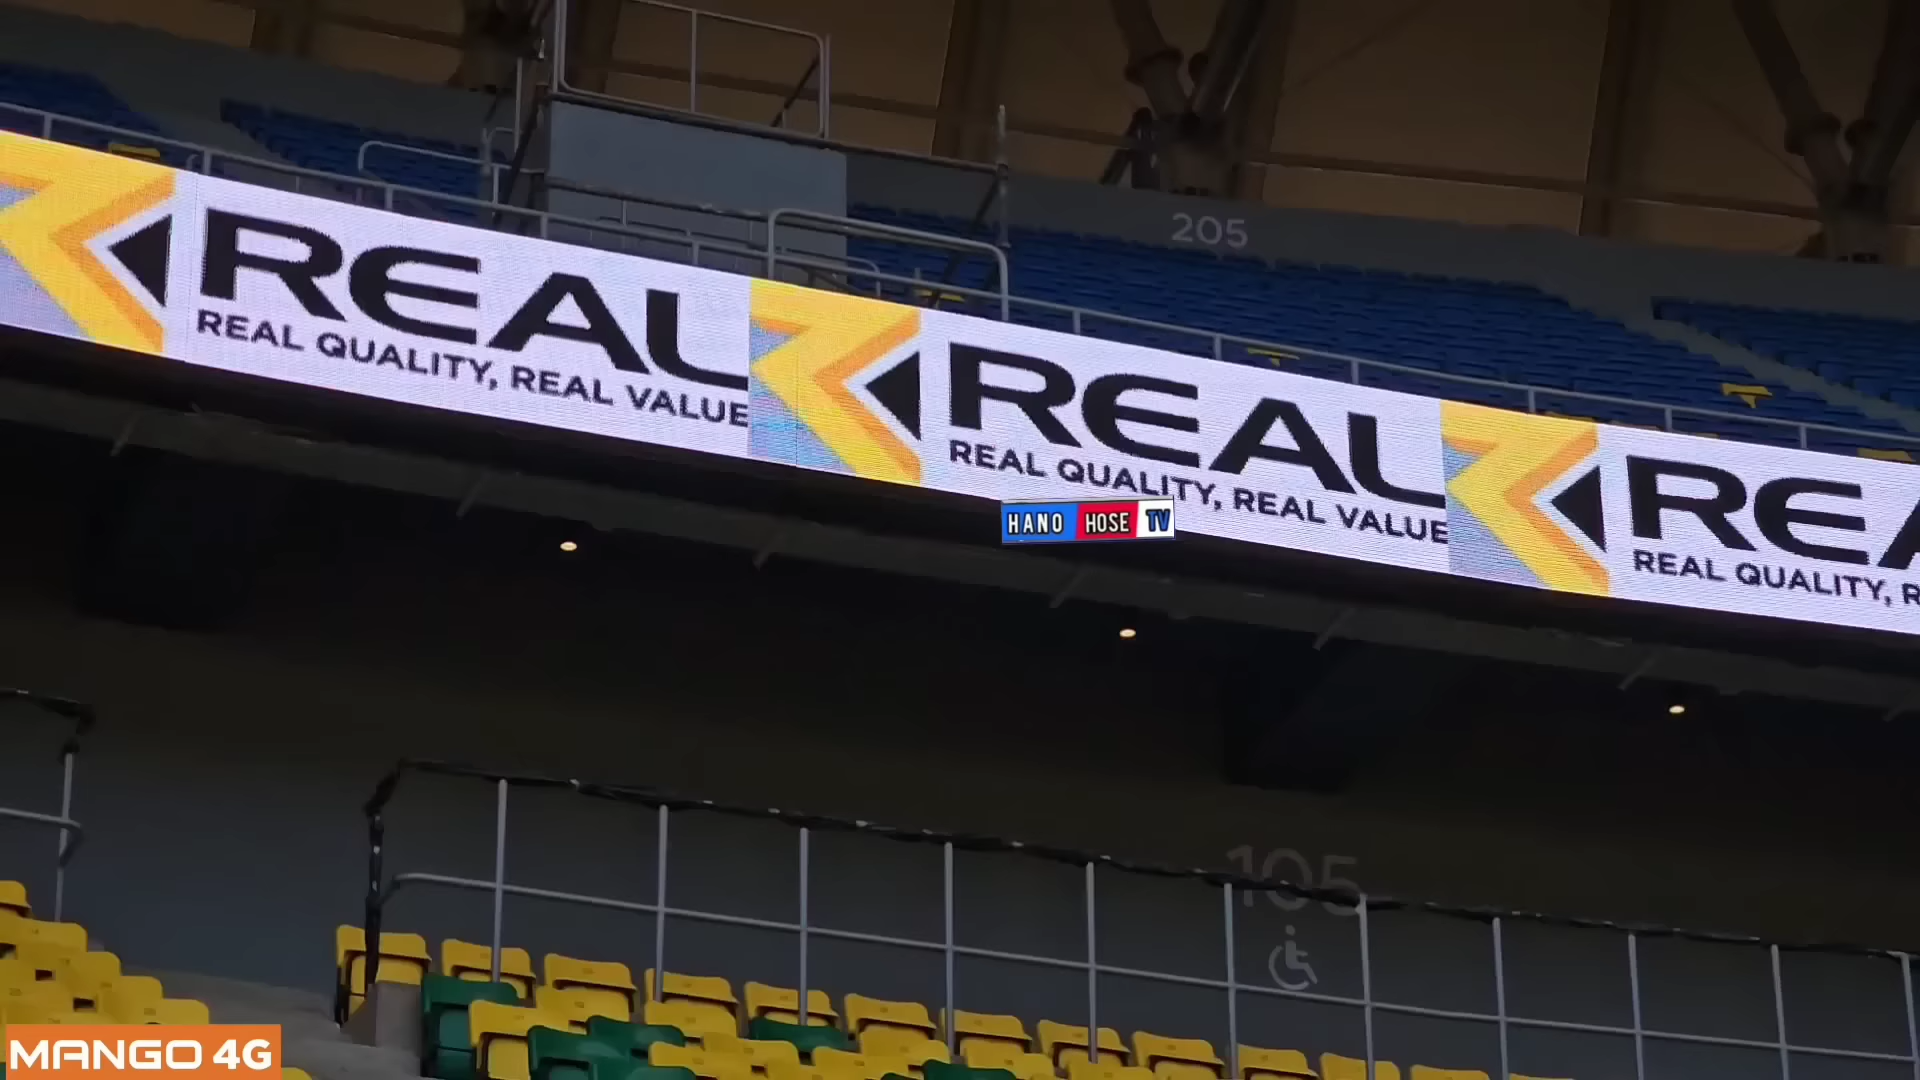 205
REAL
REAL QUALITY, REAL VALUE
REAL
REAL QUALITY, REAL VALUE
REA
REAL QUALITY, R
HANO HOSE TV
105
MANGO 4G